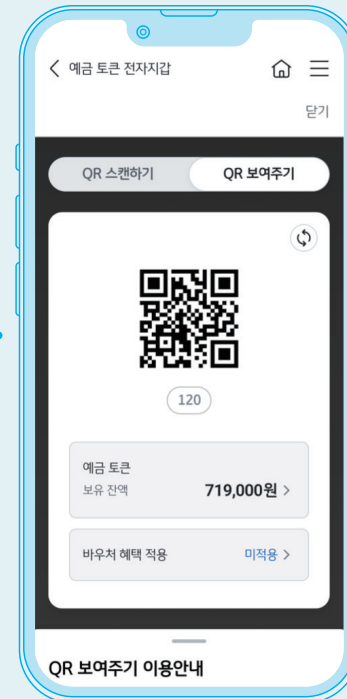 예금 토큰 전자지갑
닫기
QR 스캔하기 QR 보여주기
120
예금 토큰
보유 잔액 719,000원 >
바우처 혜택 적용 미적용 >
QR 보여주기 이용안내